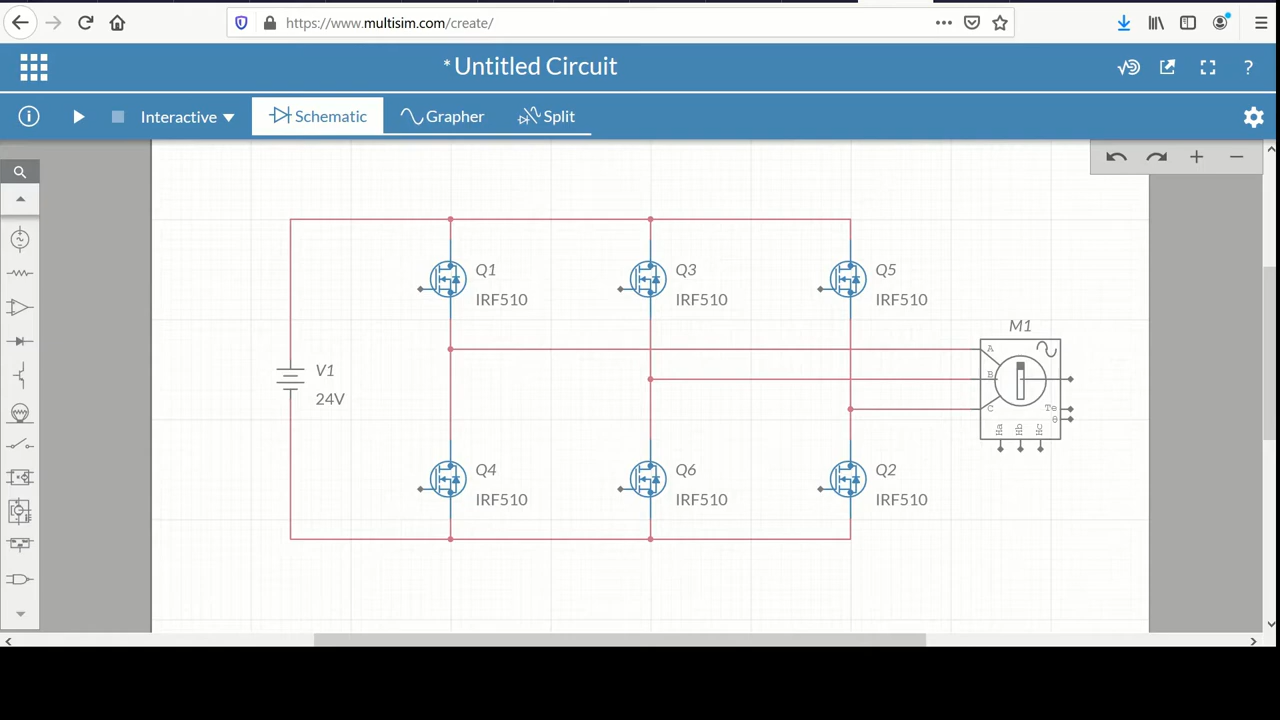 https://www.multisim.com/create/
*Untitled Circuit
?
Interactive
Schematic
Grapher
Split
Q1
IRF510
Q3
IRF510
Q5
IRF510
M1
A
B
C
Te
θ
Ha
Hb
Hc
V1
24V
Q4
IRF510
Q6
IRF510
Q2
IRF510